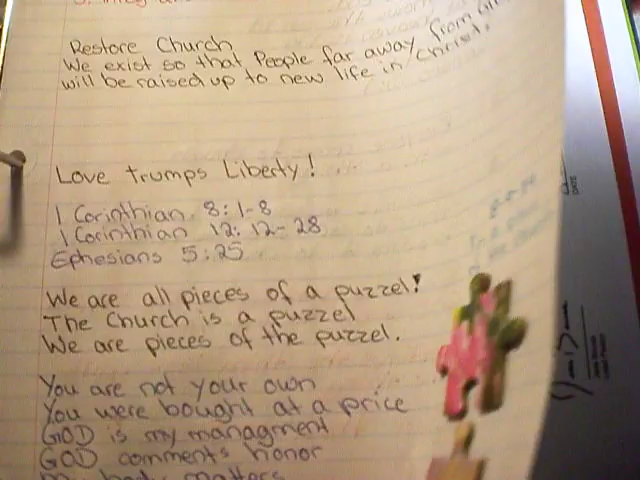 Restore Church
We exist so that People far away from
will be raised up to new life in Christ.
Love trumps Liberty!
1 Corinthian 8:1-8
1 Corinthian 12:12-28
Ephesians 5:25
We are all pieces of a puzzel!
The Church is a puzzel
We are pieces of the puzzel.
You are not your own
You were bought at a price
GOD is my managment
GOD comments honor
my body matters